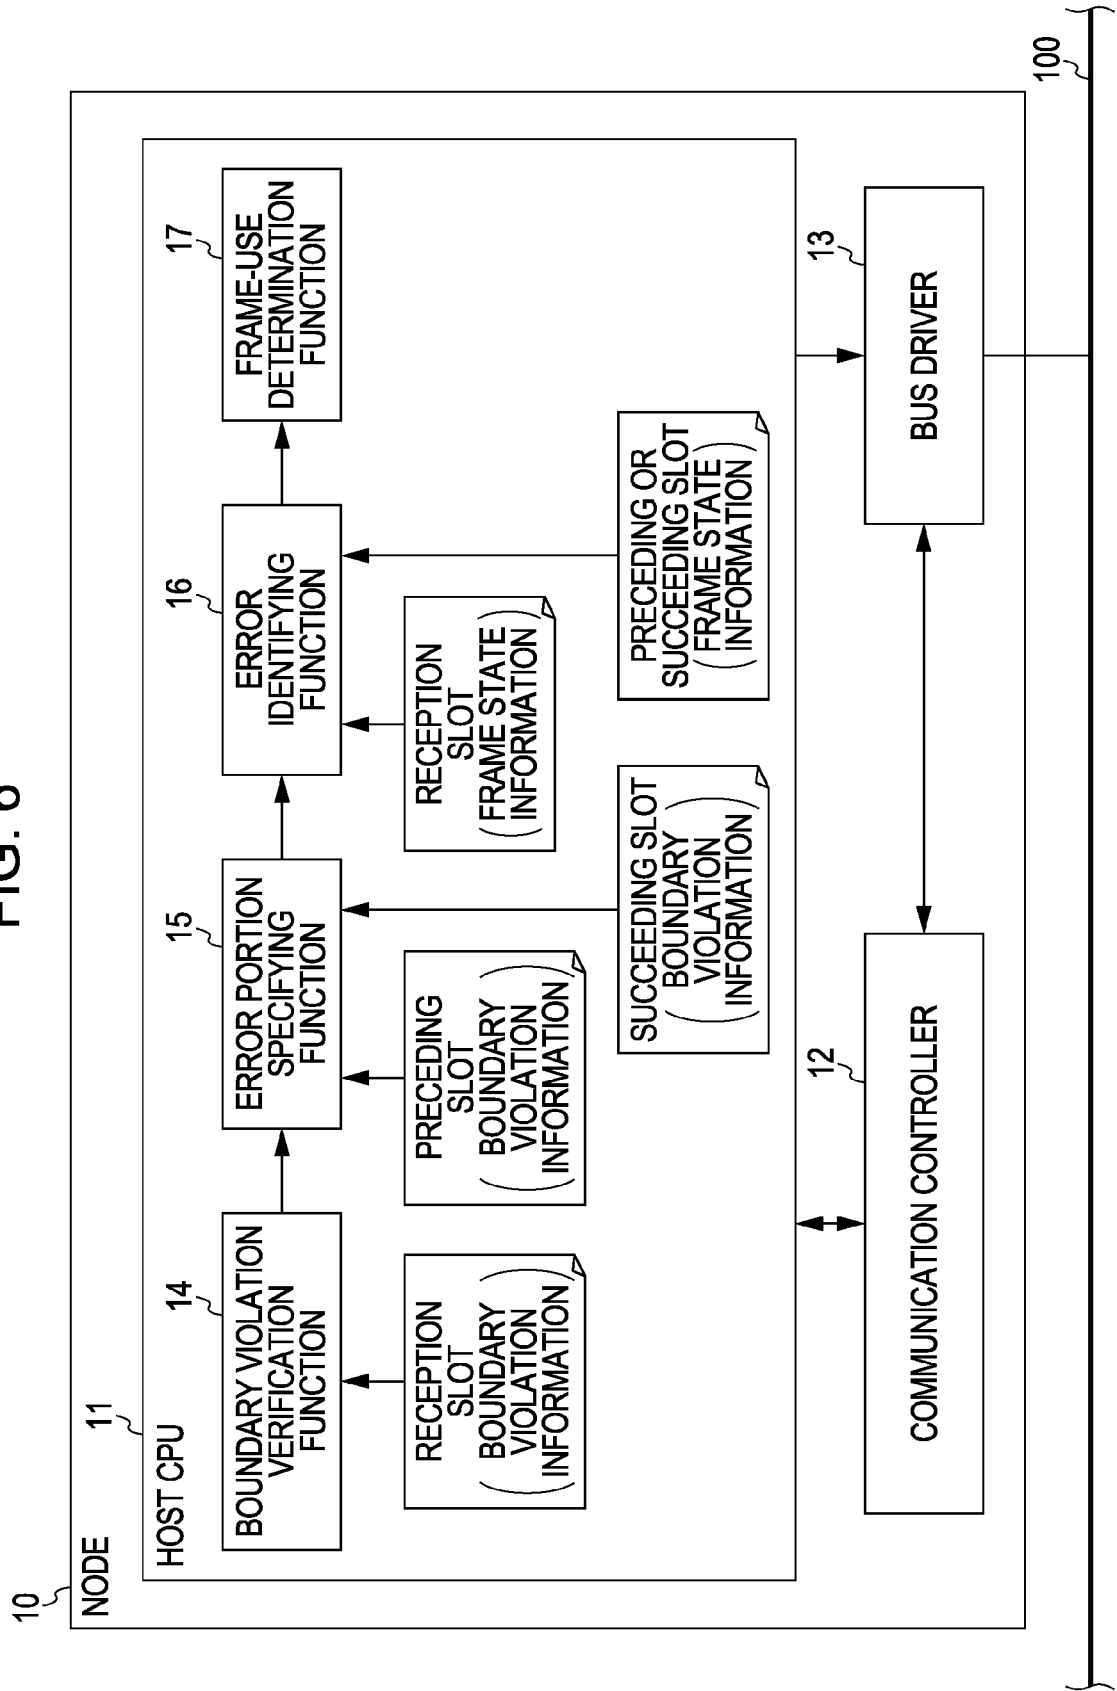 FIG. 6
10
NODE
11
HOST CPU
14
BOUNDARY VIOLATION
VERIFICATION
FUNCTION
15
ERROR PORTION
SPECIFYING
FUNCTION
16
ERROR
IDENTIFYING
FUNCTION
17
FRAME-USE
DETERMINATION
FUNCTION
RECEPTION
SLOT
(BOUNDARY
VIOLATION
INFORMATION)
PRECEDING
SLOT
(BOUNDARY
VIOLATION
INFORMATION)
RECEPTION
SLOT
(FRAME STATE
INFORMATION)
SUCCEEDING SLOT
(BOUNDARY
VIOLATION
INFORMATION)
PRECEDING OR
SUCCEEDING SLOT
(FRAME STATE
INFORMATION)
12
COMMUNICATION CONTROLLER
13
BUS DRIVER
100